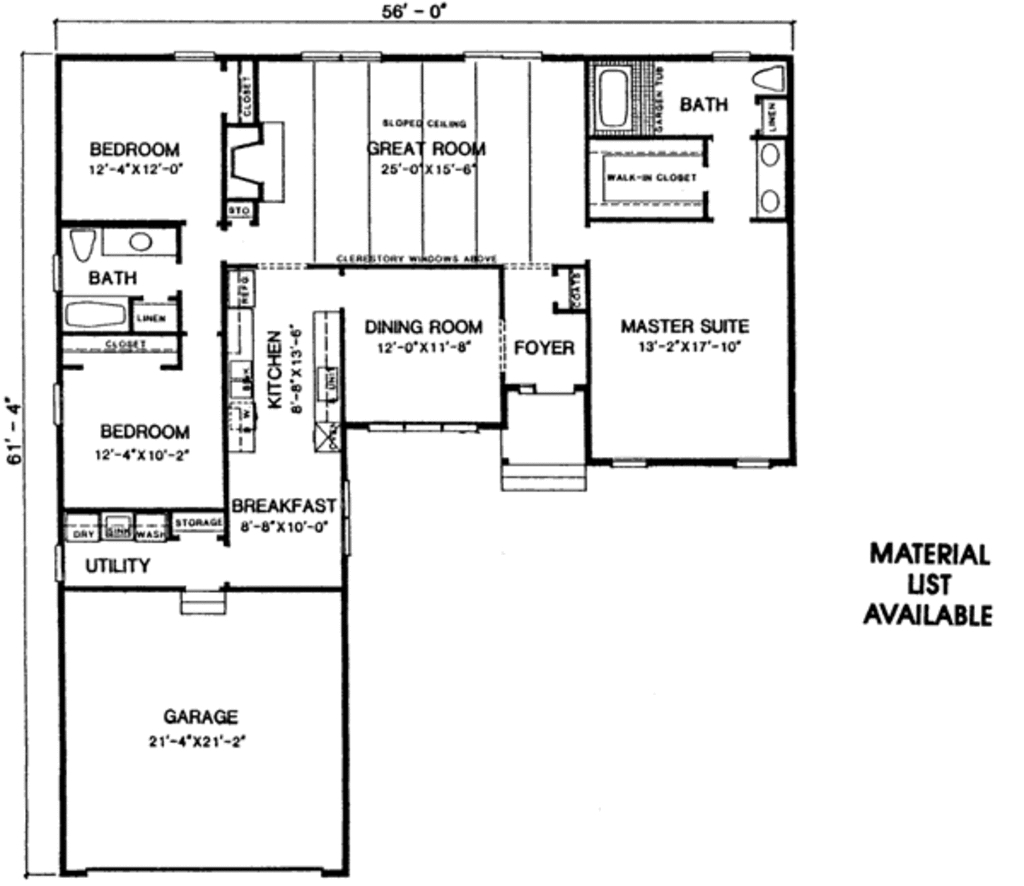 56'-0"
61'-4"
BEDROOM
12'-4"X12'-0"
CLOSET
STO
SLOPED CEILING
GREAT ROOM
25'-0"X15'-6"
CLERESTORY WINDOWS ABOVE
GARDEN TUB
BATH
LINEN
WALK-IN CLOSET
MASTER SUITE
13'-2"X17'-10"
BATH
LINEN
CLOSET
BEDROOM
12'-4"X10'-2"
REFG
KITCHEN
8'-8"X13'-6"
SINK
D.W.
UNIT
OVEN
DINING ROOM
12'-0"X11'-8"
COATS
FOYER
BREAKFAST
8'-8"X10'-0"
DRY
SINK
WASH
STORAGE
UTILITY
GARAGE
21'-4"X21'-2"
MATERIAL
LIST
AVAILABLE